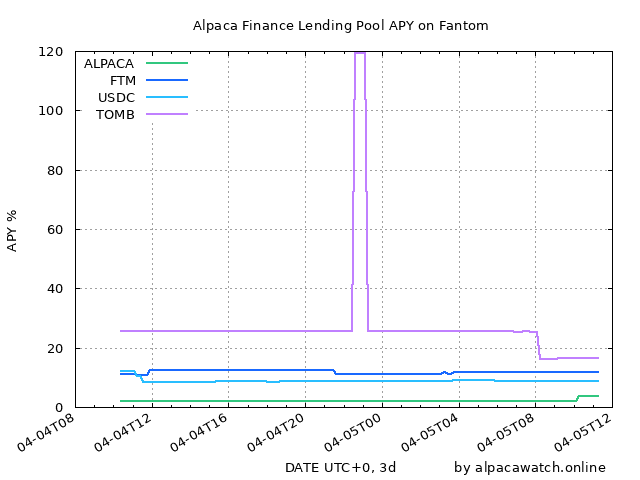 Alpaca Finance Lending Pool APY on Fantom
120
100
80
60
40
20
0
APY %
ALPACA
FTM
USDC
TOMB
04-04T08
04-04T12
04-04T16
04-04T20
04-05T00
04-05T04
04-05T08
04-05T12
DATE UTC+0, 3d
by alpacawatch.online